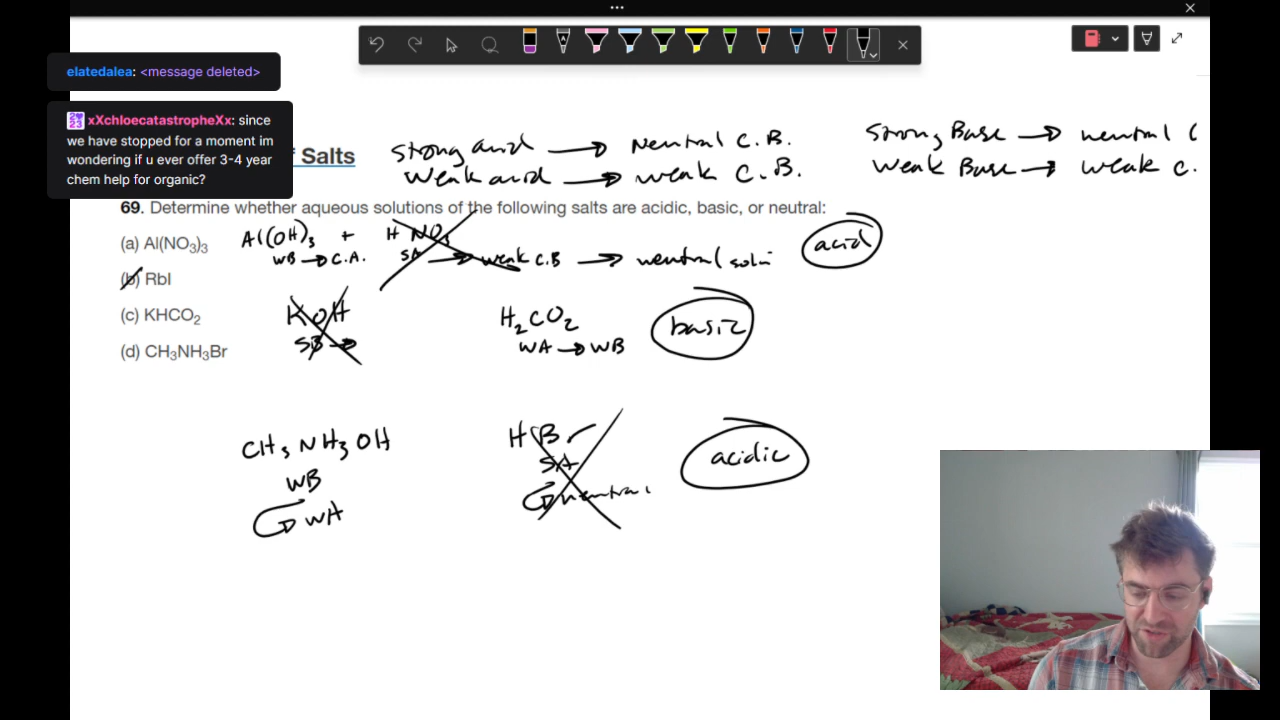 elatedalea: <message deleted>
xXchloecatastropheXx: since
we have stopped for a moment im
wondering if u ever offer 3-4 year
chem help for organic?
of Salts
strong acid → Neutral C.B.
Weak acid → weak C.B.
Strong Base → neutral C
Weak Base → weak C.
69. Determine whether aqueous solutions of the following salts are acidic, basic, or neutral:
(a) Al(NO₃)₃
Al(OH)₃ + HNO₃
WB → C.A. SA → weak C.B → neutral soln
acid
(b) RbI
(c) KHCO₂
KOH H₂CO₂
SB → WA → WB
basic
(d) CH₃NH₃Br
CH₃NH₃OH HBr
WB SA
WA neutral
acidic